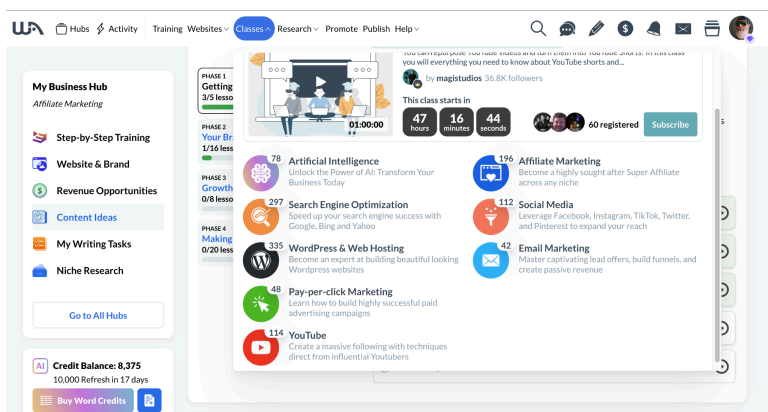 WA Hubs Activity Training Websites Classes Research Promote Publish Help
My Business Hub
Affiliate Marketing
Step-by-Step Training
Website & Brand
$ Revenue Opportunities
Content Ideas
My Writing Tasks
Niche Research
Go to All Hubs
AI Credit Balance: 8,375
10,000 Refresh in 17 days
Buy Word Credits
PHASE 1
Getting
3/5 lesso
PHASE 2
Your Bra
1/16 less
PHASE 3
Growth
0/8 lesso
PHASE 4
Making
0/20 less
You can repurpose YouTube videos and turn them into YouTube Shorts. In this class
you will everything you need to know about YouTube shorts and...
by magistudios 36.8K followers
This class starts in
01:00:00
47 hours
16 minutes
44 seconds
60 registered
Subscribe
78 Artificial Intelligence
Unlock the Power of AI: Transform Your
Business Today
196 Affiliate Marketing
Become a highly sought after Super Affiliate
across any niche
297 Search Engine Optimization
Speed up your search engine success with
Google, Bing and Yahoo
112 Social Media
Leverage Facebook, Instagram, TikTok, Twitter,
and Pinterest to expand your reach
335 WordPress & Web Hosting
Become an expert at building beautiful looking
Wordpress websites
42 Email Marketing
Master captivating lead offers, build funnels, and
create passive revenue
48 Pay-per-click Marketing
Learn how to build highly successful paid
advertising campaigns
114 YouTube
Create a massive following with techniques
direct from influential Youtubers